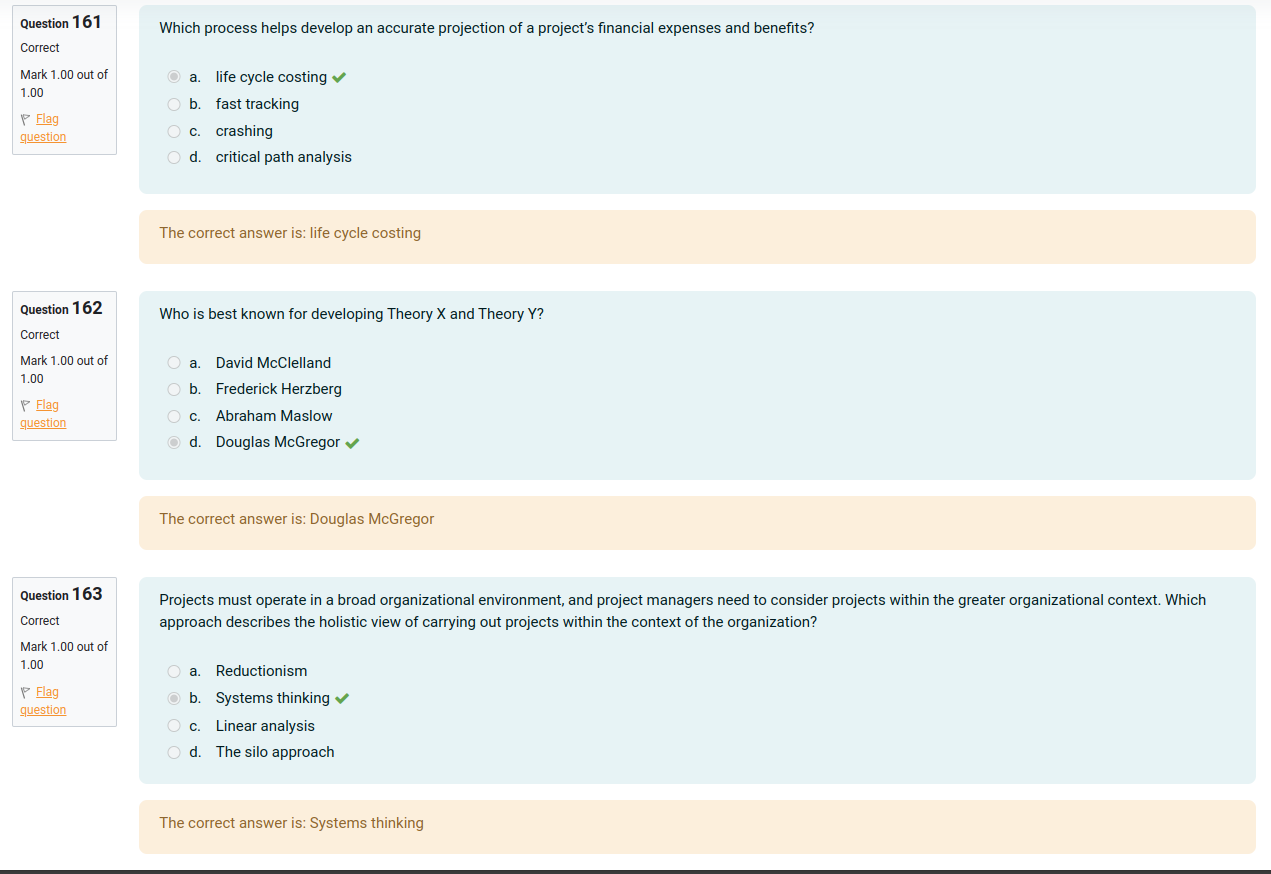 Question 161
Correct
Mark 1.00 out of
1.00
Flag
question
Which process helps develop an accurate projection of a project’s financial expenses and benefits?
a. life cycle costing
b. fast tracking
c. crashing
d. critical path analysis
The correct answer is: life cycle costing
Question 162
Correct
Mark 1.00 out of
1.00
Flag
question
Who is best known for developing Theory X and Theory Y?
a. David McClelland
b. Frederick Herzberg
c. Abraham Maslow
d. Douglas McGregor
The correct answer is: Douglas McGregor
Question 163
Correct
Mark 1.00 out of
1.00
Flag
question
Projects must operate in a broad organizational environment, and project managers need to consider projects within the greater organizational context. Which
approach describes the holistic view of carrying out projects within the context of the organization?
a. Reductionism
b. Systems thinking
c. Linear analysis
d. The silo approach
The correct answer is: Systems thinking